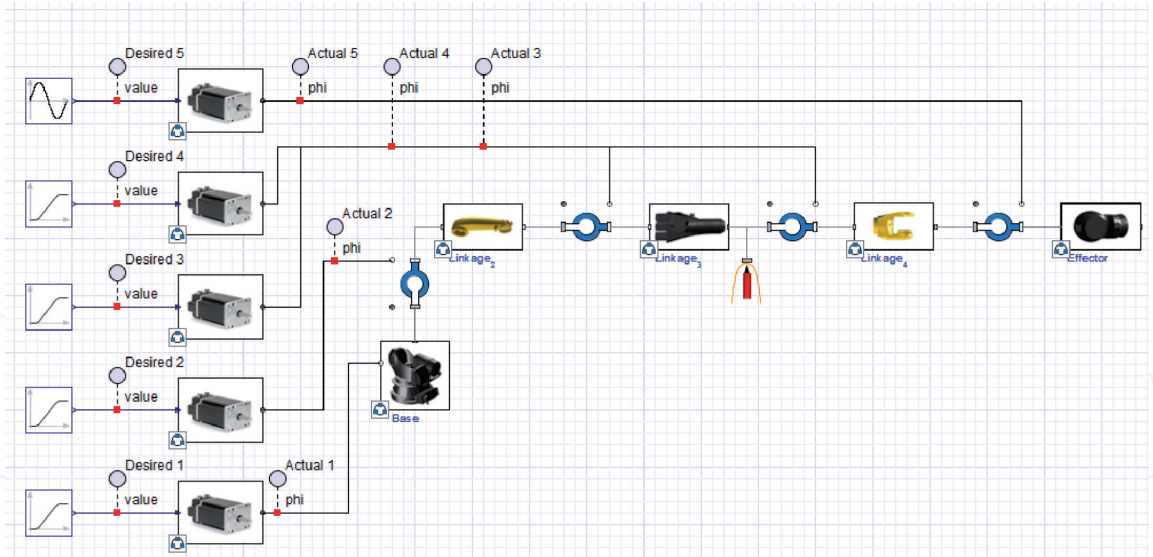 Desired 5
Actual 5
Actual 4
Actual 3
value
phi
phi
phi
Desired 4
value
Actual 2
phi
Linkage2
Linkage3
Linkage4
Effector
Desired 3
value
Desired 2
value
Base
Desired 1
Actual 1
value
phi